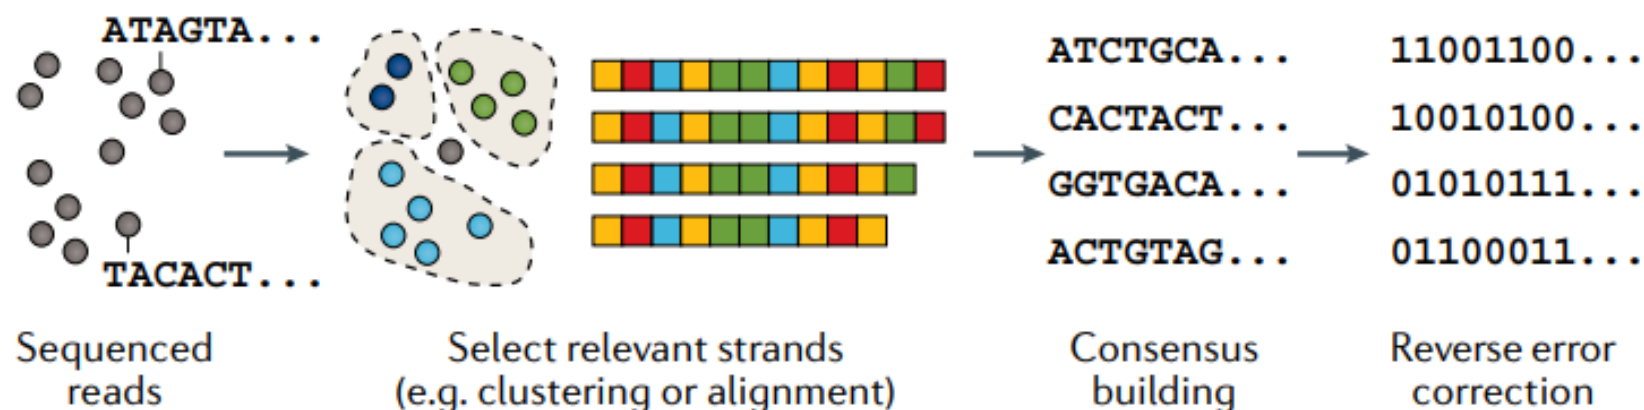 ATAGTA...
TACACT...
ATCTGCA...
CACTACT...
GGTGACA...
ACTGTAG...
11001100...
10010100...
01010111...
01100011...
Sequenced
reads
Select relevant strands
(e.g. clustering or alignment)
Consensus
building
Reverse error
correction